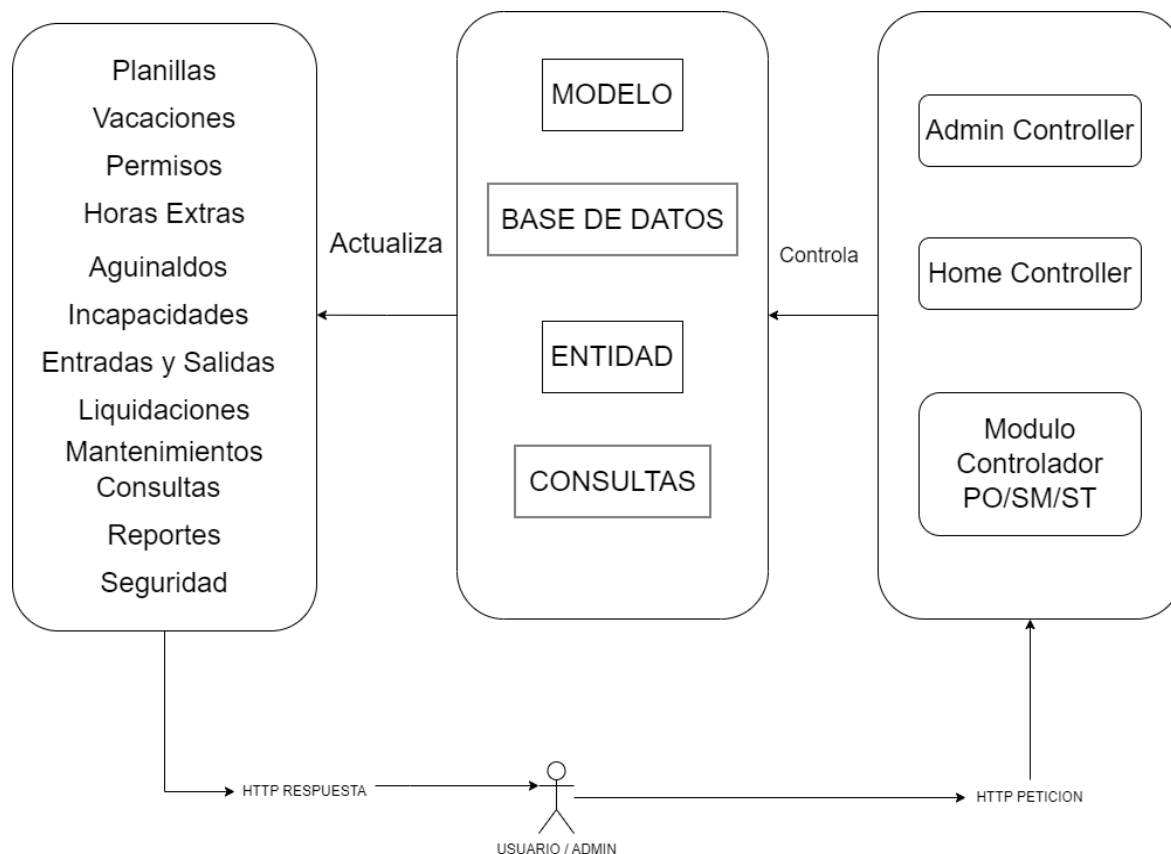 Planillas
Vacaciones
Permisos
Horas Extras
Aguinaldos
Incapacidades
Entradas y Salidas
Liquidaciones
Mantenimientos
Consultas
Reportes
Seguridad
Actualiza
MODELO
BASE DE DATOS
ENTIDAD
CONSULTAS
Controla
Admin Controller
Home Controller
Modulo
Controlador
PO/SM/ST
HTTP RESPUESTA
USUARIO / ADMIN
HTTP PETICION